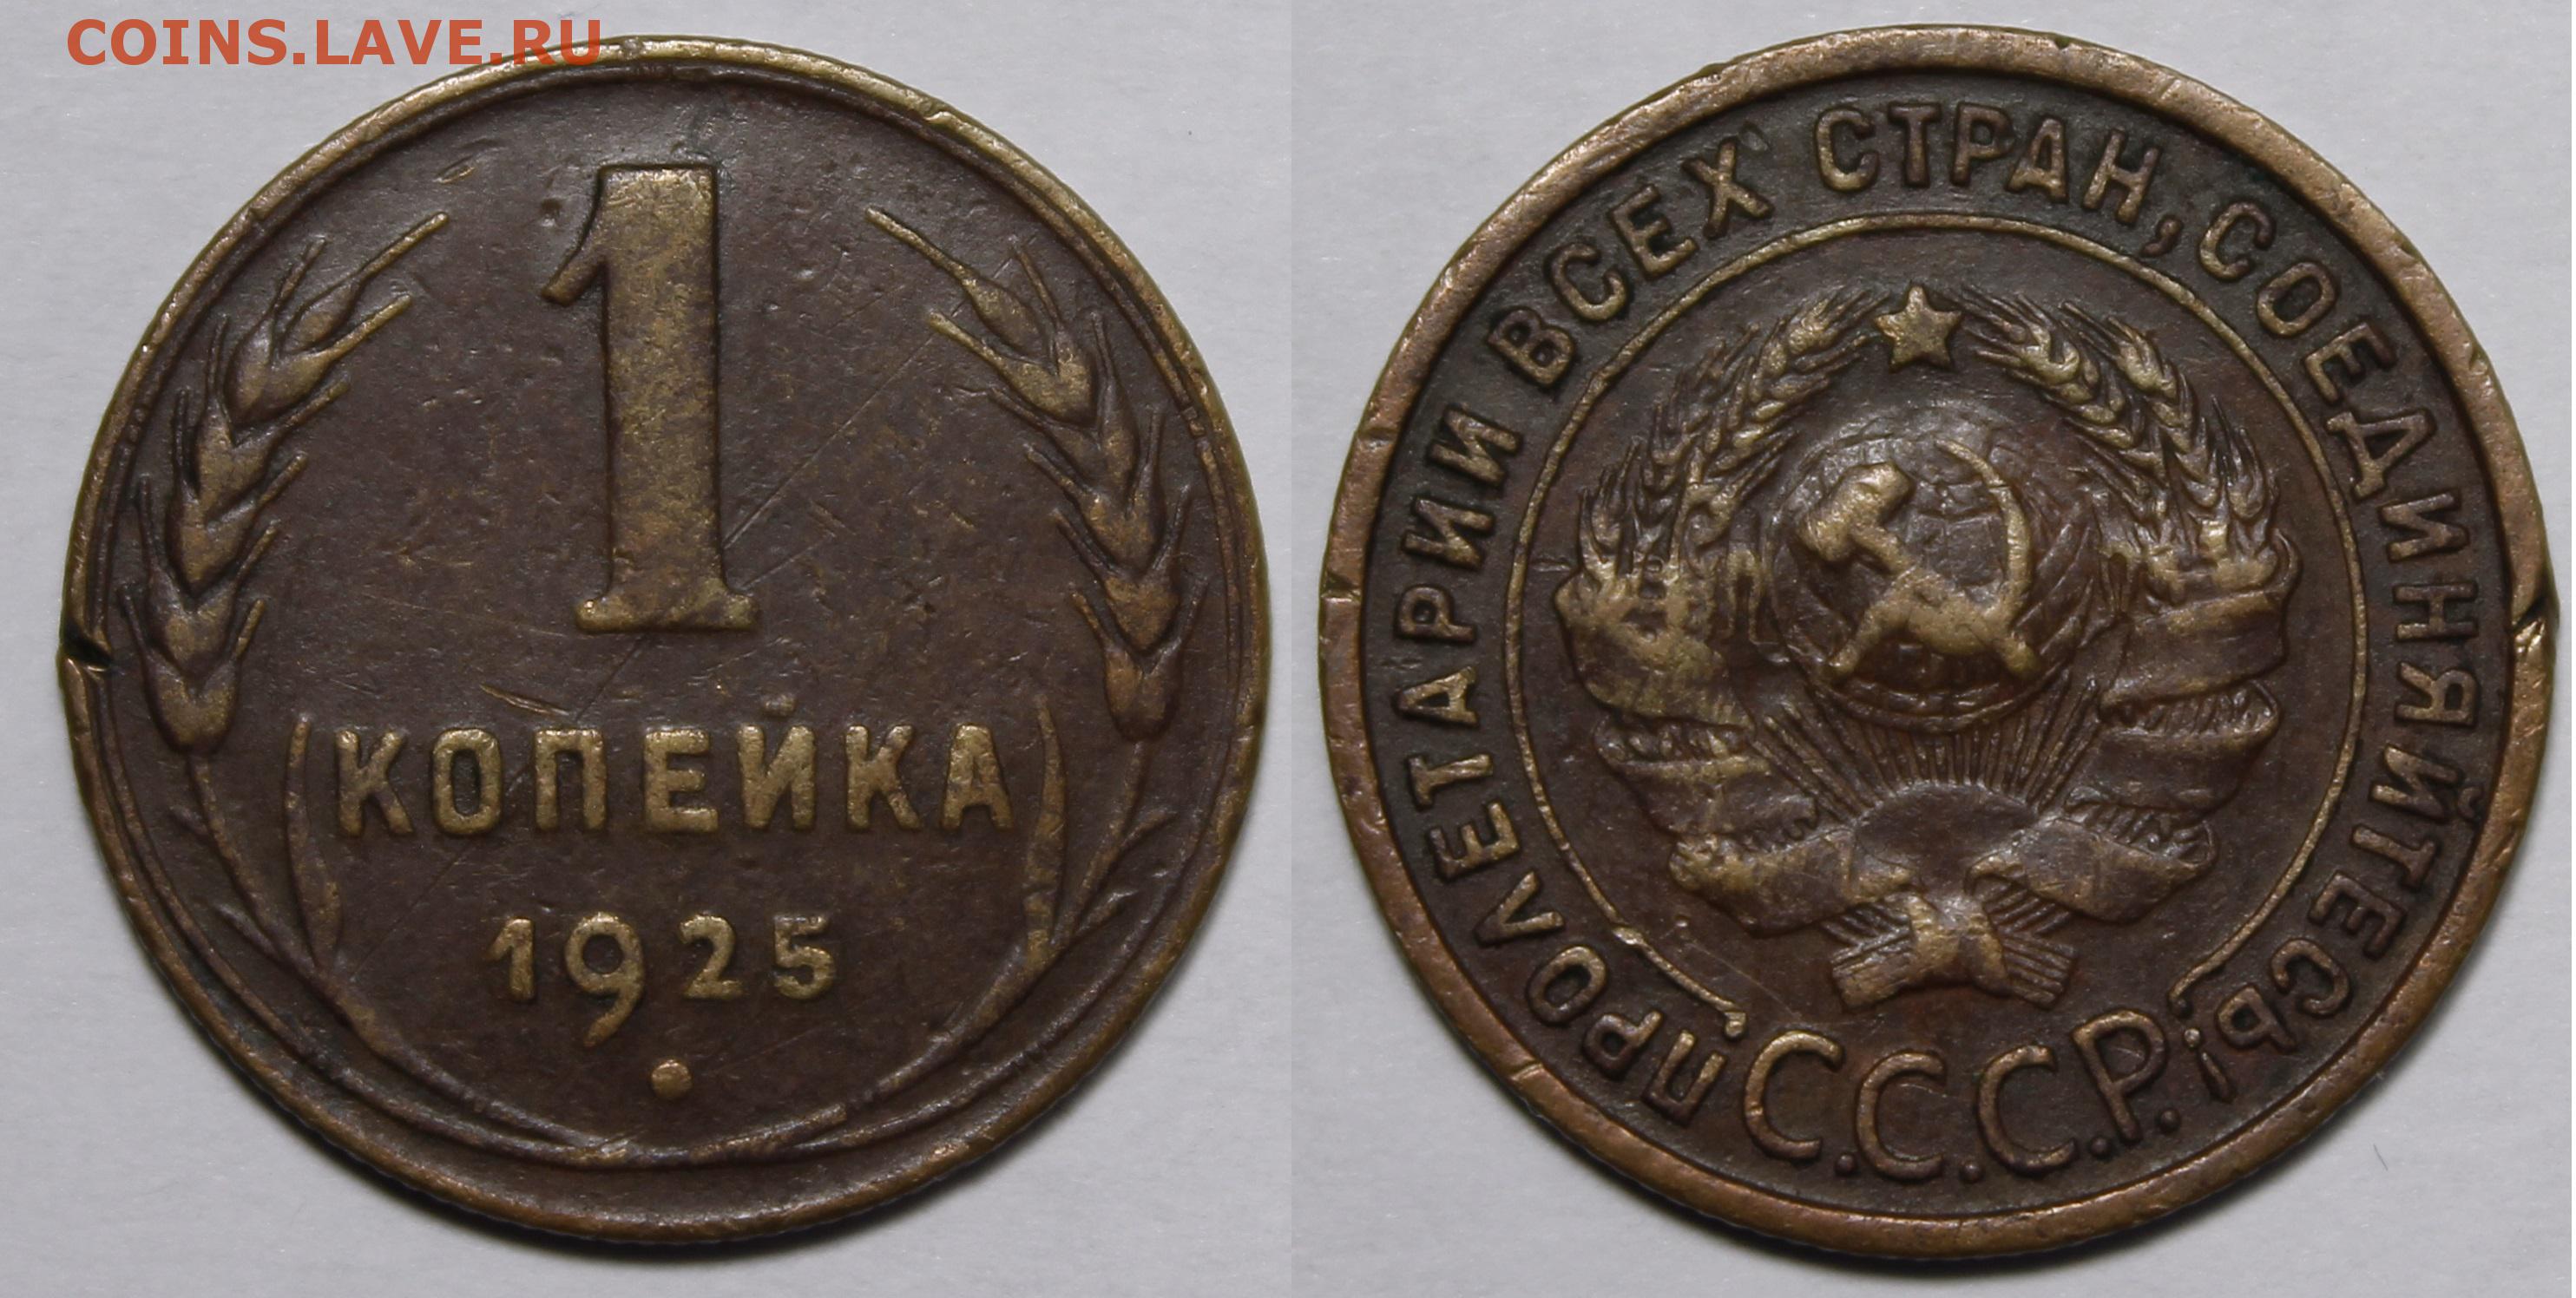 COINS.LAVE.RU
1
КОПЕЙКА
1925
ПРОЛЕТАРИИ ВСЕХ СТРАН, СОЕДИНЯЙТЕСЬ!
С.С.С.Р.